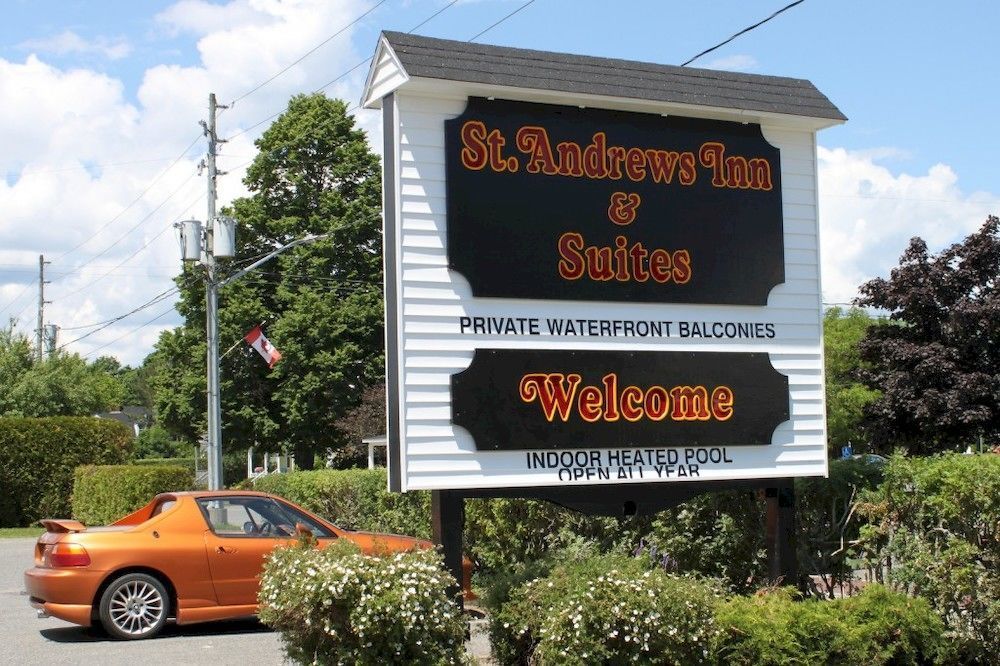 St. Andrews Inn
&
Suites
PRIVATE WATERFRONT BALCONIES
Welcome
INDOOR HEATED POOL
OPEN ALL YEAR